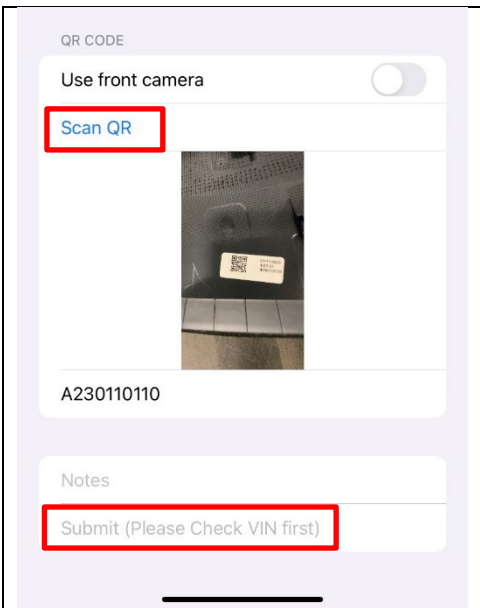 QR CODE
Use front camera
Scan QR
A230110110
Notes
Submit (Please Check VIN first)